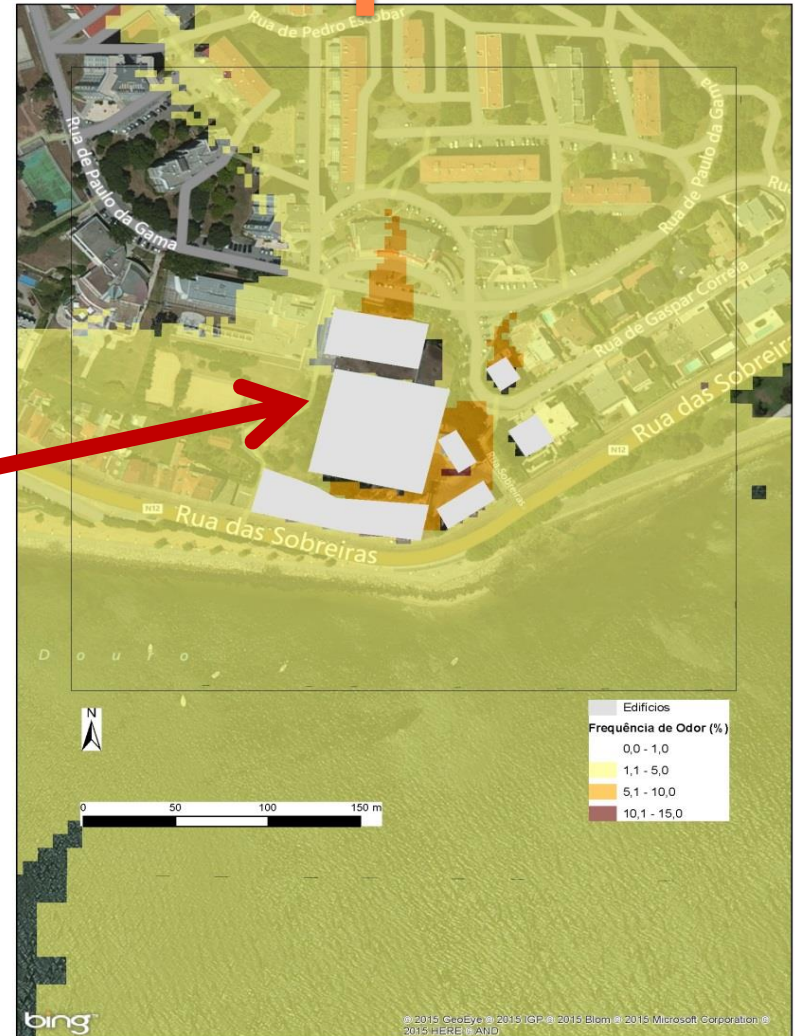 Rua de Pedro Escobar
Rua de Paulo da Gama
Rua de Paulo da Gama
Rua de Gaspar Correia
Rua das Sobreiras
N12
Rua Sobreiras
N12
Rua das Sobreiras
Douro
N
0 50 100 150 m
Edifícios
Frequência de Odor (%)
0,0 - 1,0
1,1 - 5,0
5,1 - 10,0
10,1 - 15,0
bing
© 2015 GeoEye © 2015 IGP © 2015 Blom © 2015 Microsoft Corporation ©
2015 HERE © AND